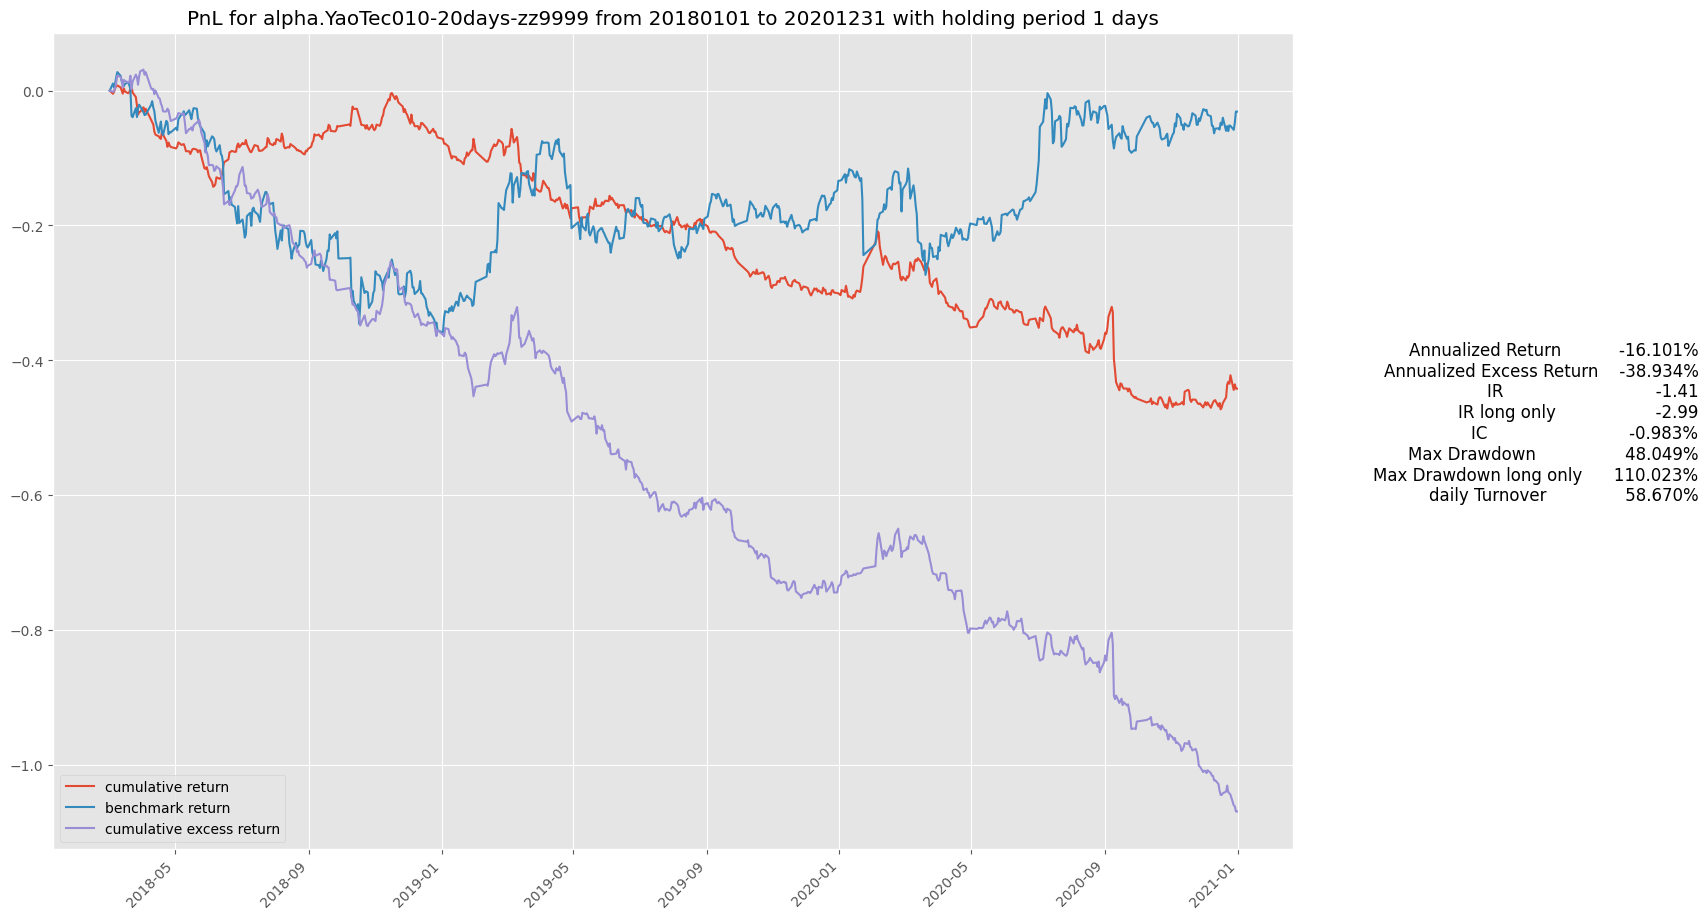 PnL for alpha.YaoTec010-20days-zz9999 from 20180101 to 20201231 with holding period 1 days
0.0
−0.2
−0.4
−0.6
−0.8
−1.0
cumulative return
benchmark return
cumulative excess return
2018-05
2018-09
2019-01
2019-05
2019-09
2020-01
2020-05
2020-09
2021-01
Annualized Return -16.101%
Annualized Excess Return -38.934%
IR -1.41
IR long only -2.99
IC -0.983%
Max Drawdown 48.049%
Max Drawdown long only 110.023%
daily Turnover 58.670%